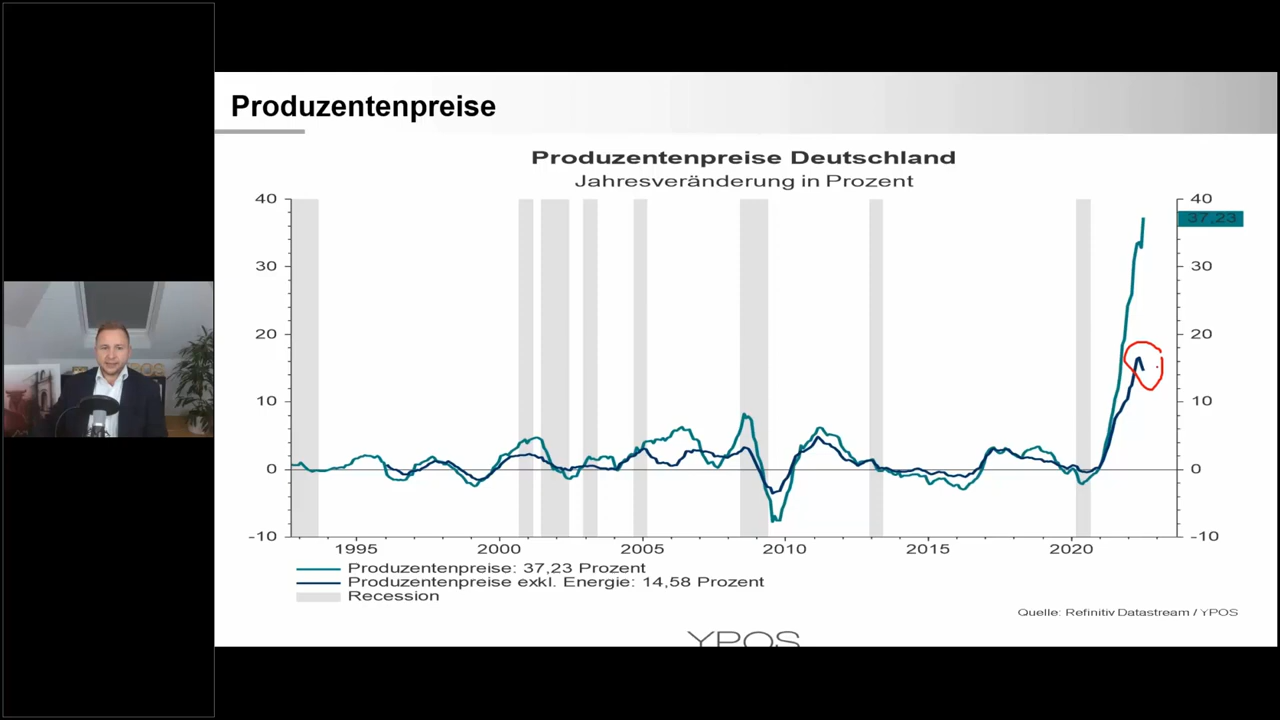 Produzentenpreise
Produzentenpreise Deutschland
Jahresveränderung in Prozent
40 40
37,23
30 30
20 20
10 10
0 0
-10 -10
1995 2000 2005 2010 2015 2020
Produzentenpreise: 37,23 Prozent
Produzentenpreise exkl. Energie: 14,58 Prozent
Recession
Quelle: Refinitiv Datastream / YPOS
YPOS